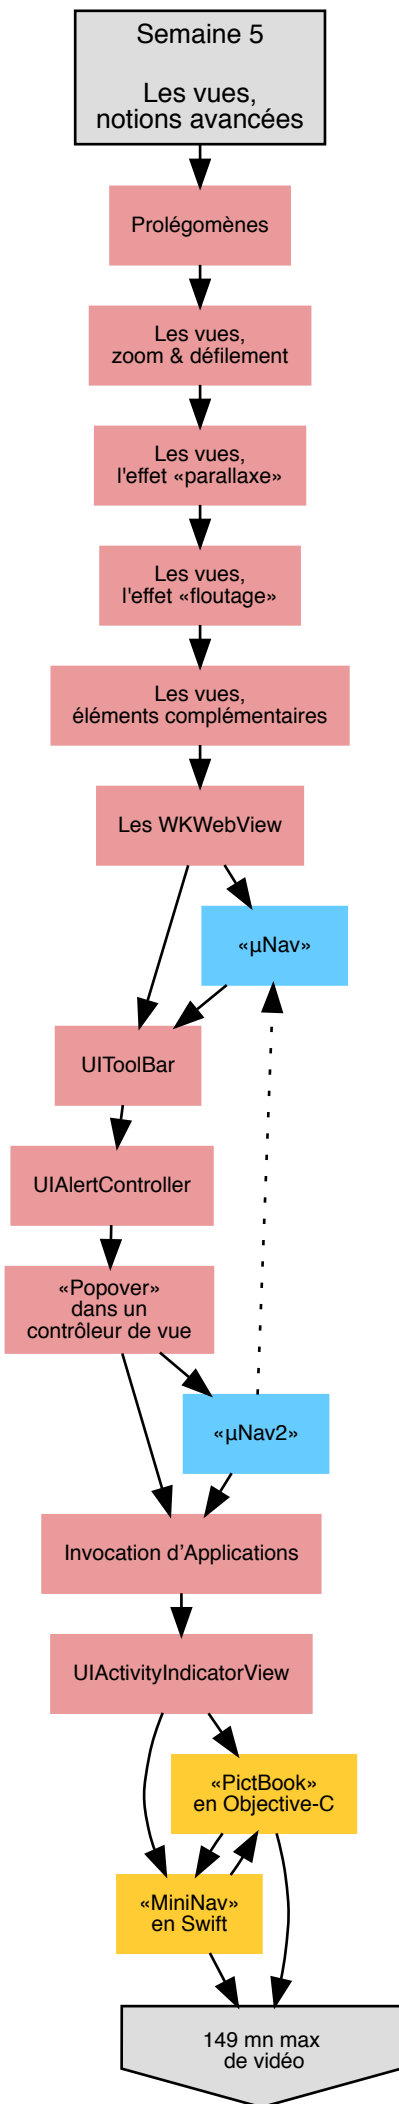 Semaine 5
Les vues,
notions avancées
Prolégomènes
Les vues,
zoom & défilement
Les vues,
l'effet «parallaxe»
Les vues,
l'effet «floutage»
Les vues,
éléments complémentaires
Les WKWebView
«µNav»
UIToolBar
UIAlertController
«Popover»
dans un
contrôleur de vue
«µNav2»
Invocation d’Applications
UIActivityIndicatorView
«PictBook»
en Objective-C
«MiniNav»
en Swift
149 mn max
de vidéo